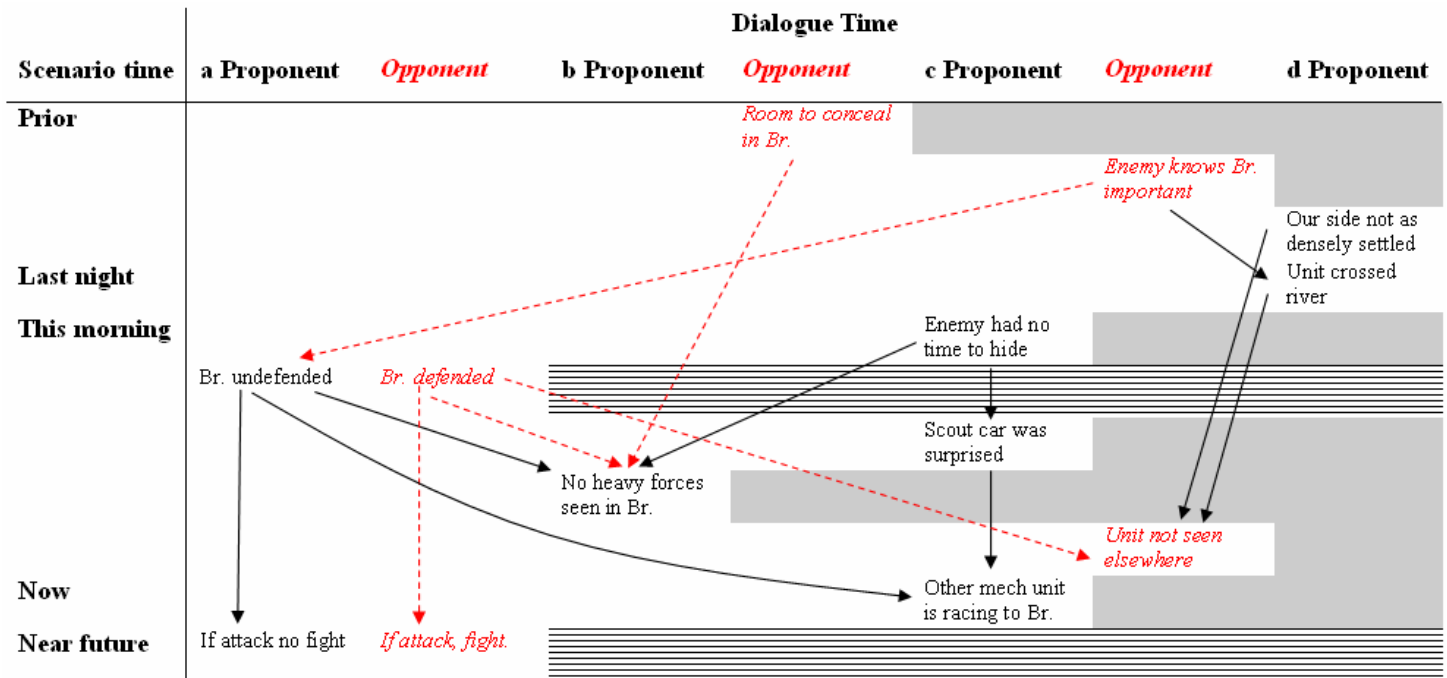 Dialogue Time
Scenario time a Proponent Opponent b Proponent Opponent c Proponent Opponent d Proponent
Prior
Room to conceal
in Br.
Enemy knows Br.
important
Our side not as
densely settled
Last night
Unit crossed
river
This morning
Enemy had no
time to hide
Br. undefended
Br. defended
Scout car was
surprised
No heavy forces
seen in Br.
Unit not seen
elsewhere
Now
Other mech unit
is racing to Br.
Near future
If attack no fight
If attack, fight.